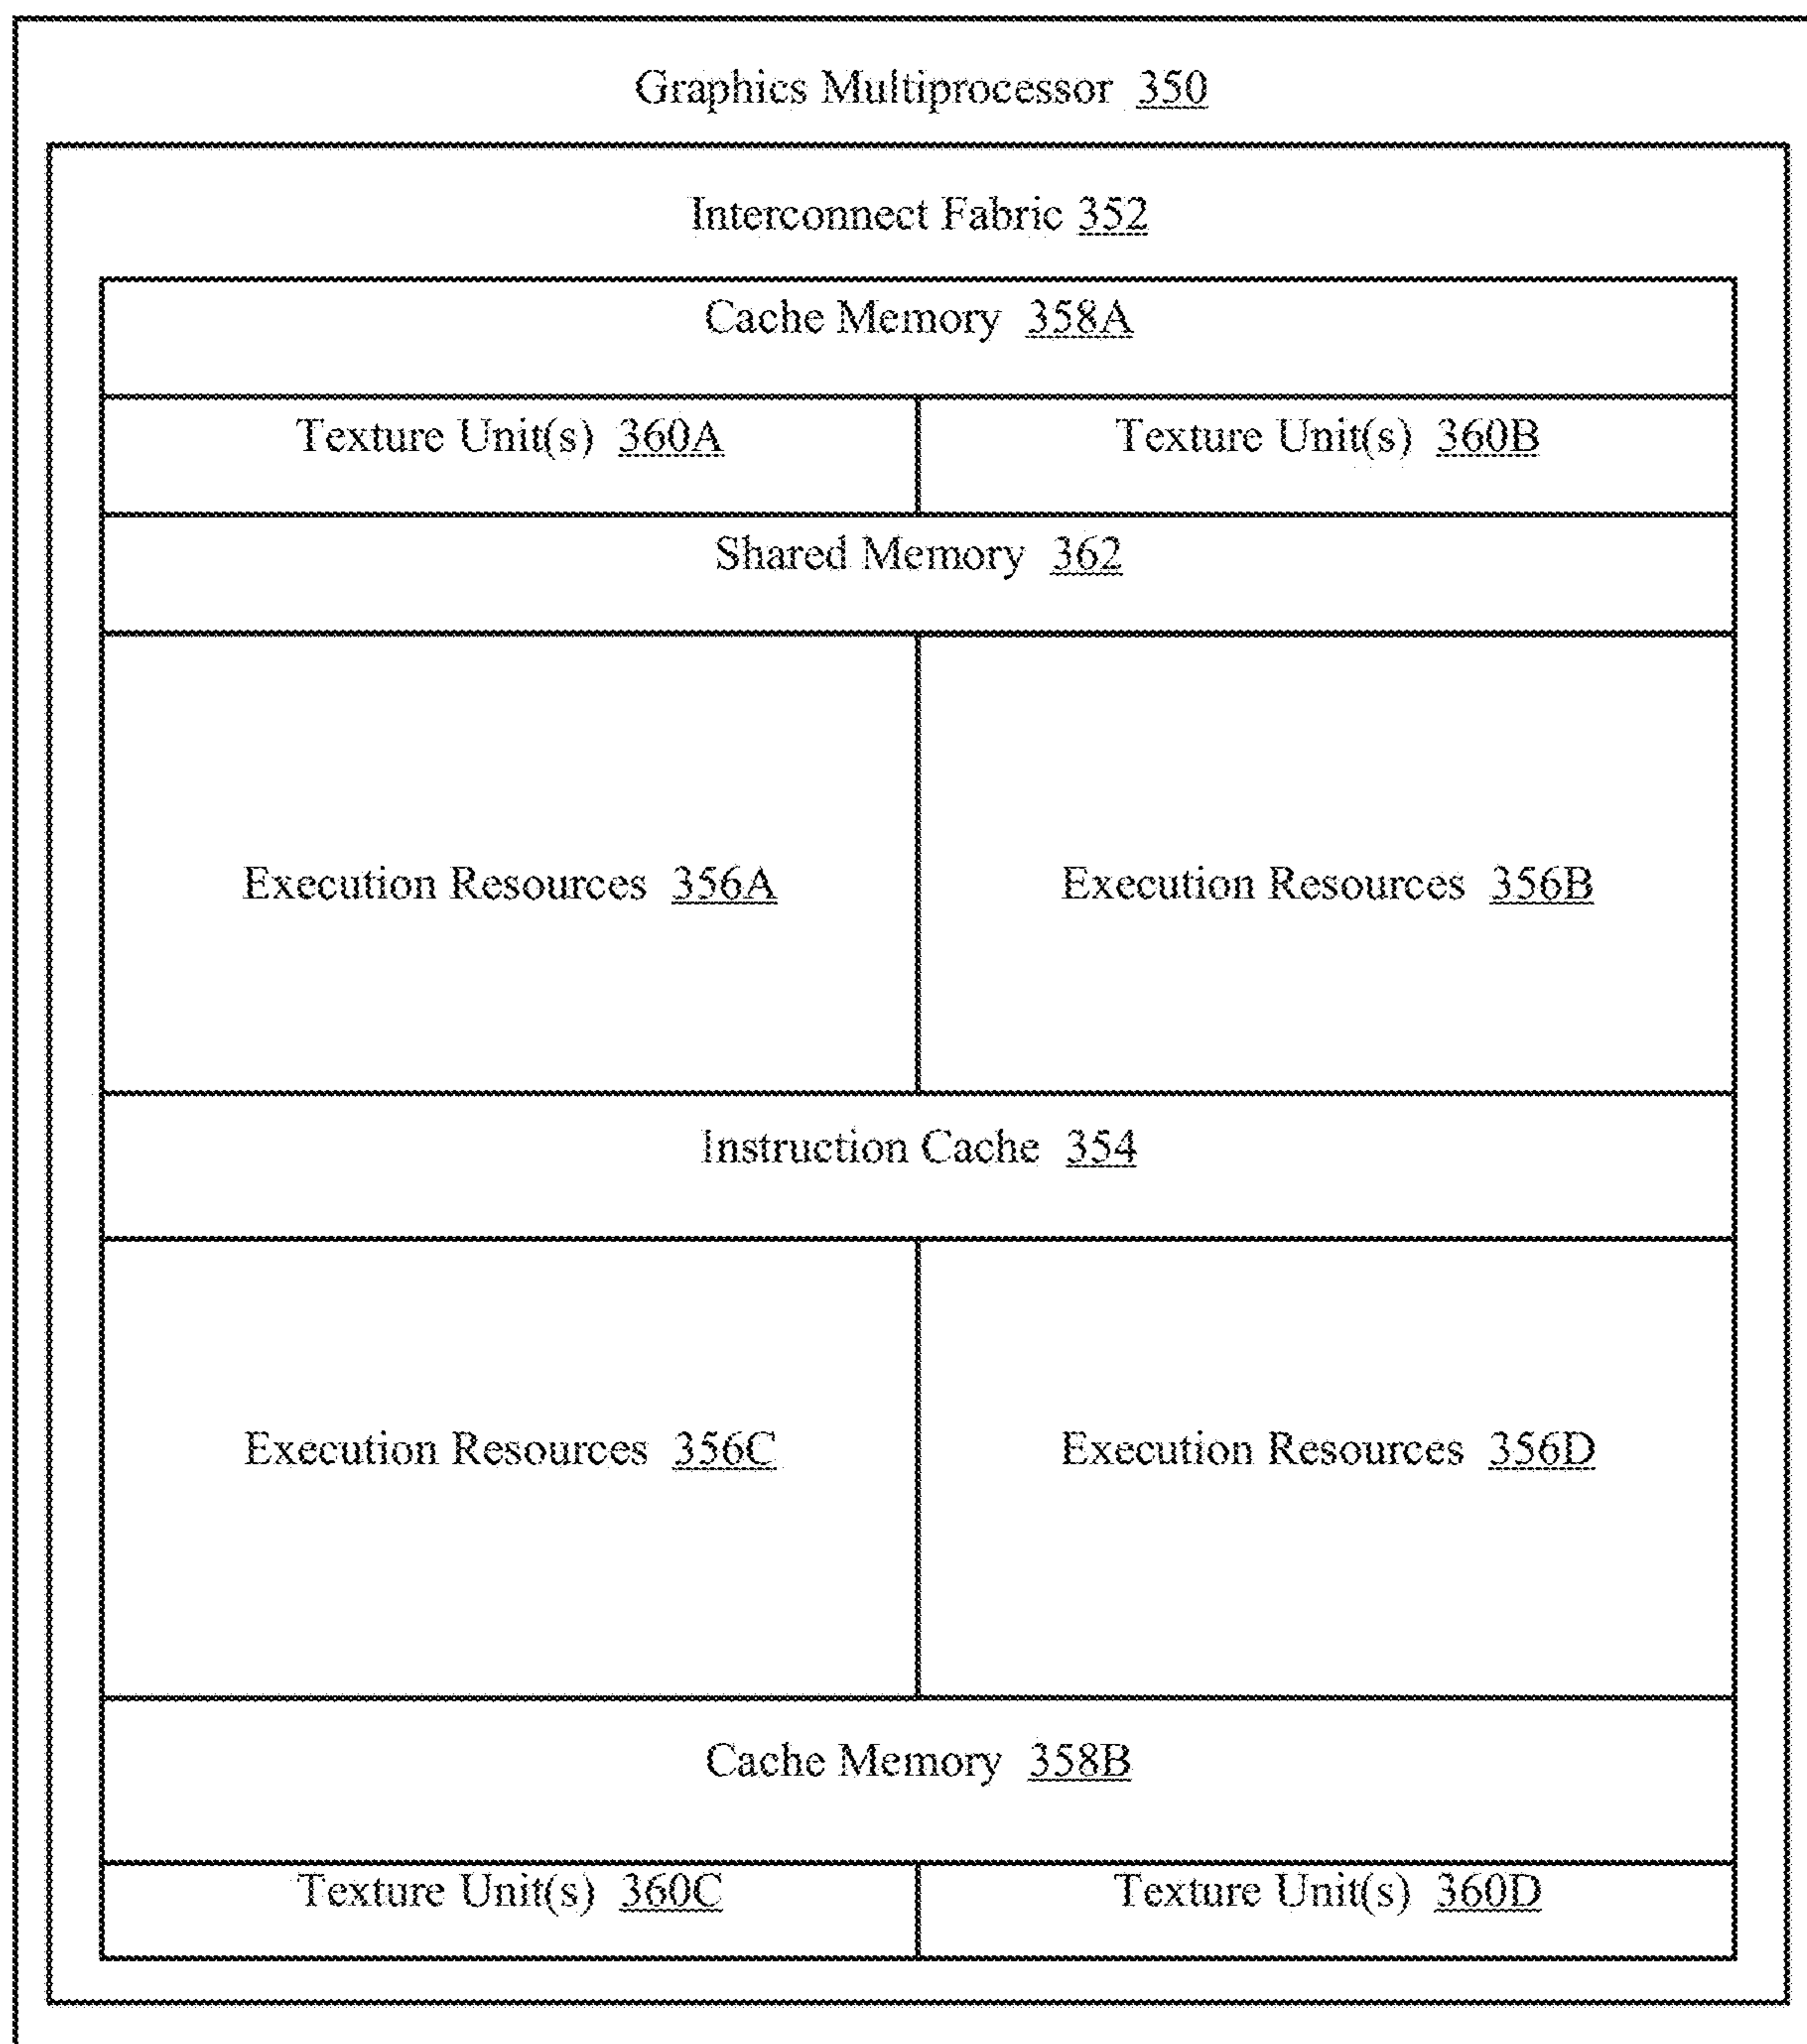 Graphics Multiprocessor 350
Interconnect Fabric 352
Cache Memory 358A
Texture Unit(s) 360A
Texture Unit(s) 360B
Shared Memory 362
Execution Resources 356A
Execution Resources 356B
Instruction Cache 354
Execution Resources 356C
Execution Resources 356D
Cache Memory 358B
Texture Unit(s) 360C
Texture Unit(s) 360D